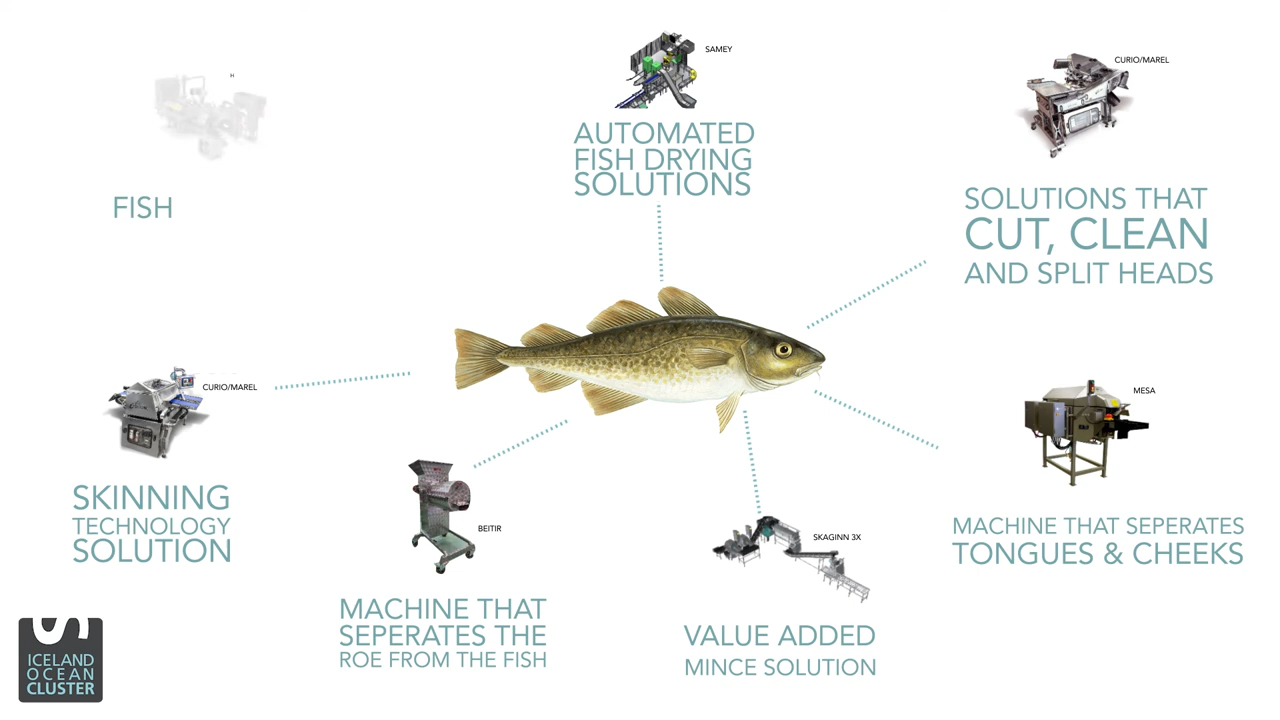 H
FISH
SAMEY
AUTOMATED
FISH DRYING
SOLUTIONS
CURIO/MAREL
SOLUTIONS THAT
CUT, CLEAN
AND SPLIT HEADS
CURIO/MAREL
SKINNING
TECHNOLOGY
SOLUTION
BEITIR
MACHINE THAT
SEPERATES THE
ROE FROM THE FISH
SKAGINN 3X
VALUE ADDED
MINCE SOLUTION
MESA
MACHINE THAT SEPERATES
TONGUES & CHEEKS
ICELAND
OCEAN
CLUSTER